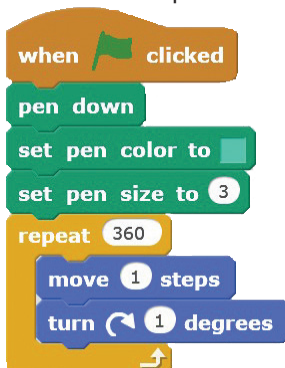 when clicked
pen down
set pen color to
set pen size to 3
repeat 360
move 1 steps
turn 1 degrees